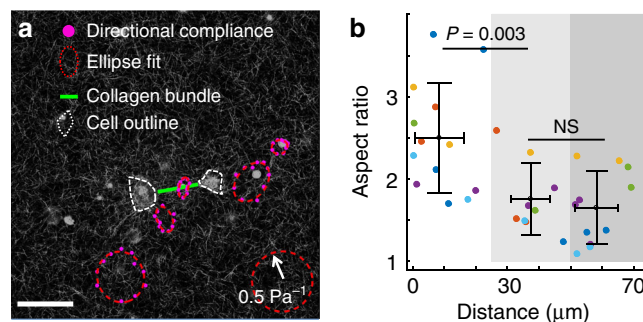 a
Directional compliance
Ellipse fit
Collagen bundle
Cell outline
0.5 Pa⁻¹
b
P = 0.003
NS
Aspect ratio
3
2
1
0
30
60
Distance (μm)